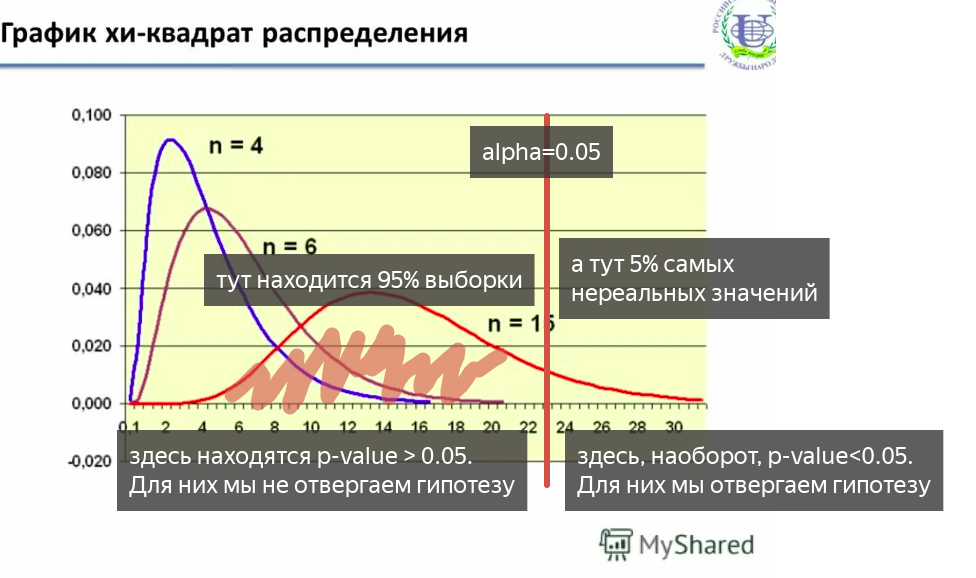 График хи-квадрат распределения
РОССИЙСКИЙ
ДРУЖБЫ НАРОД
0,100
n = 4
alpha=0.05
0,080
0,060
n = 6
а тут 5% самых
нереальных значений
тут находится 95% выборки
0,040
n = 15
0,020
0,000
0,1 2 4 6 8 10 12 14 16 18 20 22 24 26 28 30
-0,020
здесь находятся p-value > 0.05.
Для них мы не отвергаем гипотезу
здесь, наоборот, p-value<0.05.
Для них мы отвергаем гипотезу
MyShared